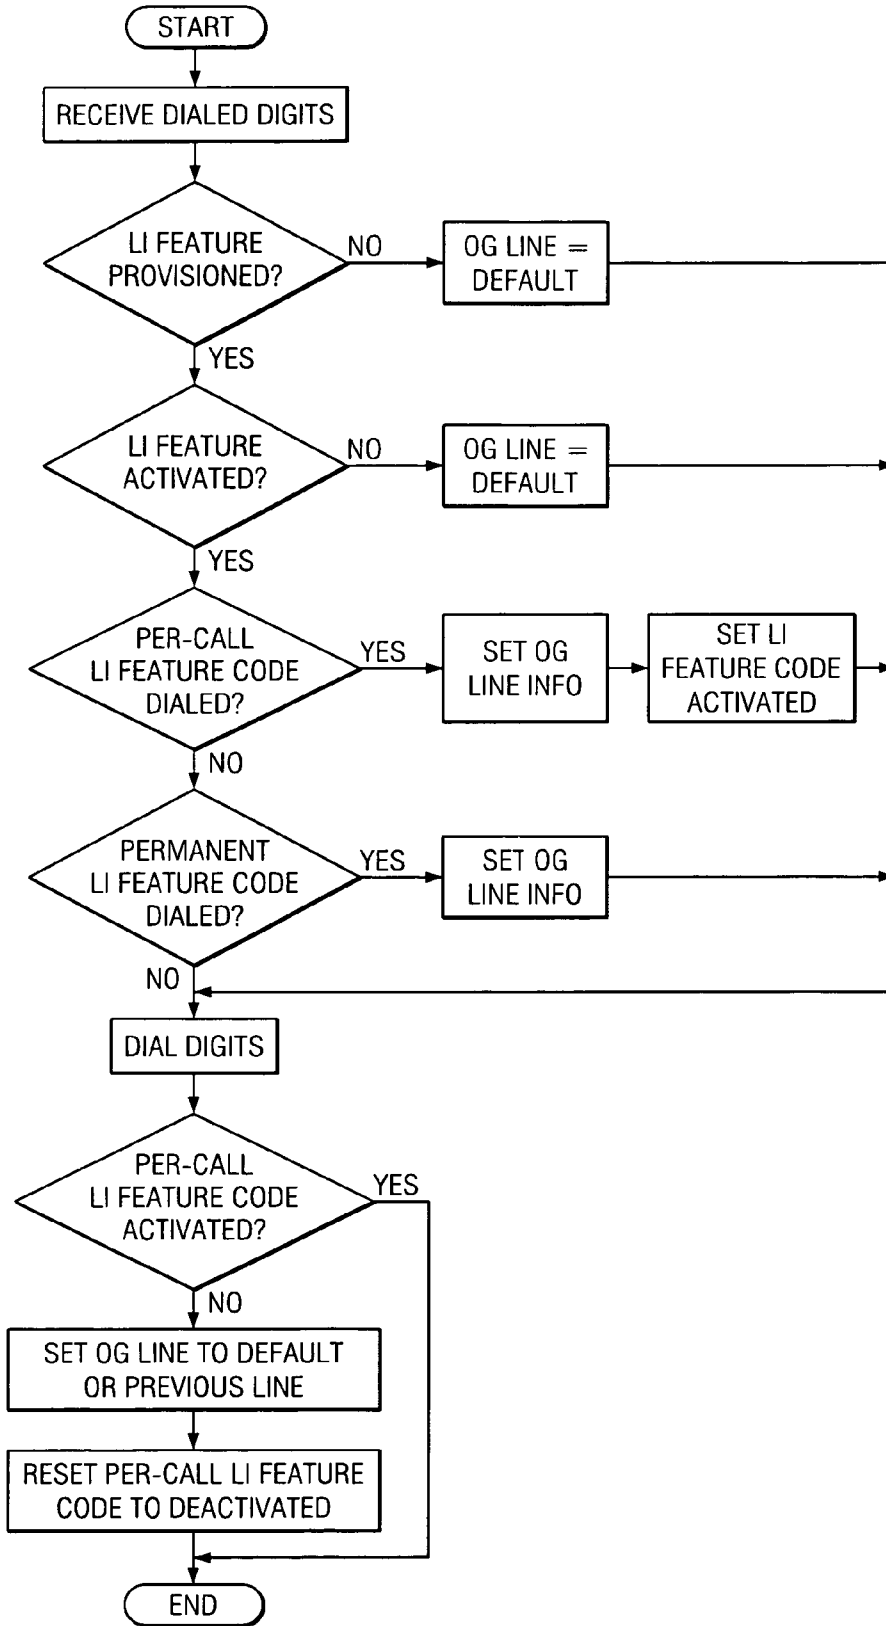 START
RECEIVE DIALED DIGITS
LI FEATURE
PROVISIONED?
NO
OG LINE =
DEFAULT
YES
LI FEATURE
ACTIVATED?
NO
OG LINE =
DEFAULT
YES
PER-CALL
LI FEATURE CODE
DIALED?
YES
SET OG
LINE INFO
SET LI
FEATURE CODE
ACTIVATED
NO
PERMANENT
LI FEATURE CODE
DIALED?
YES
SET OG
LINE INFO
NO
DIAL DIGITS
PER-CALL
LI FEATURE CODE
ACTIVATED?
YES
NO
SET OG LINE TO DEFAULT
OR PREVIOUS LINE
RESET PER-CALL LI FEATURE
CODE TO DEACTIVATED
END